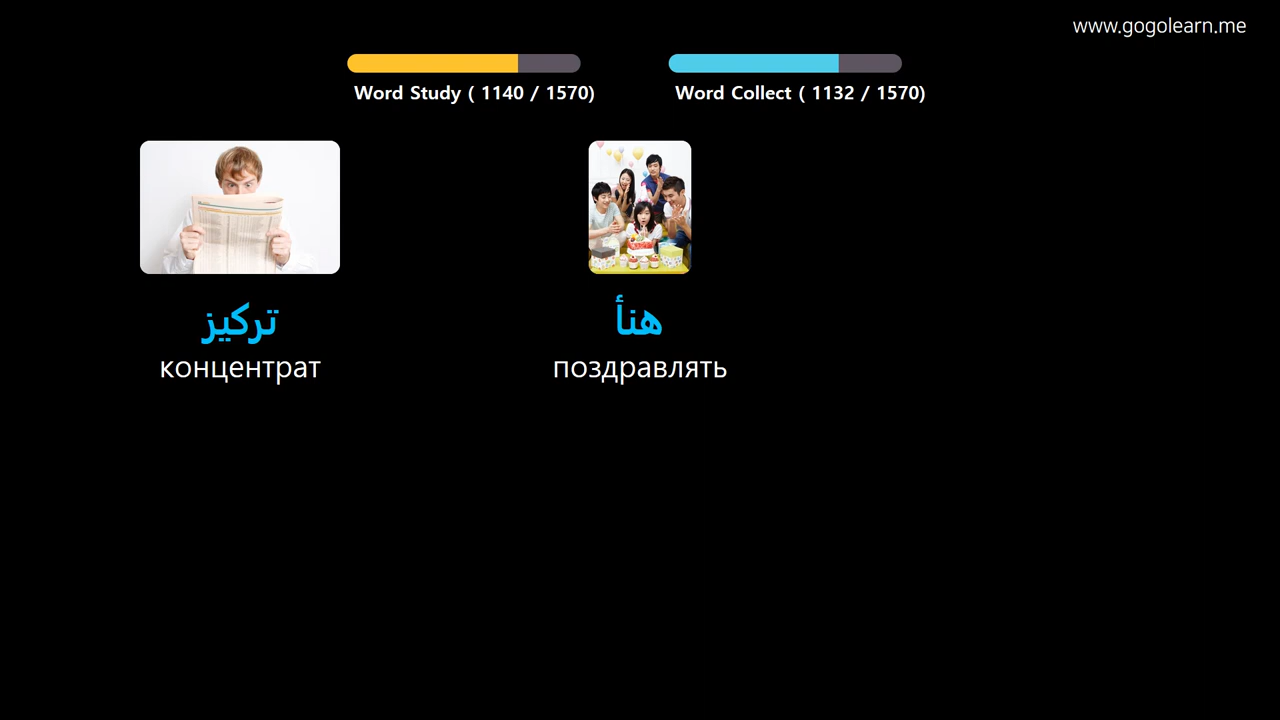 www.gogolearn.me
Word Study ( 1140 / 1570)
Word Collect ( 1132 / 1570)
تركيز
концентрат
هنأ
поздравлять